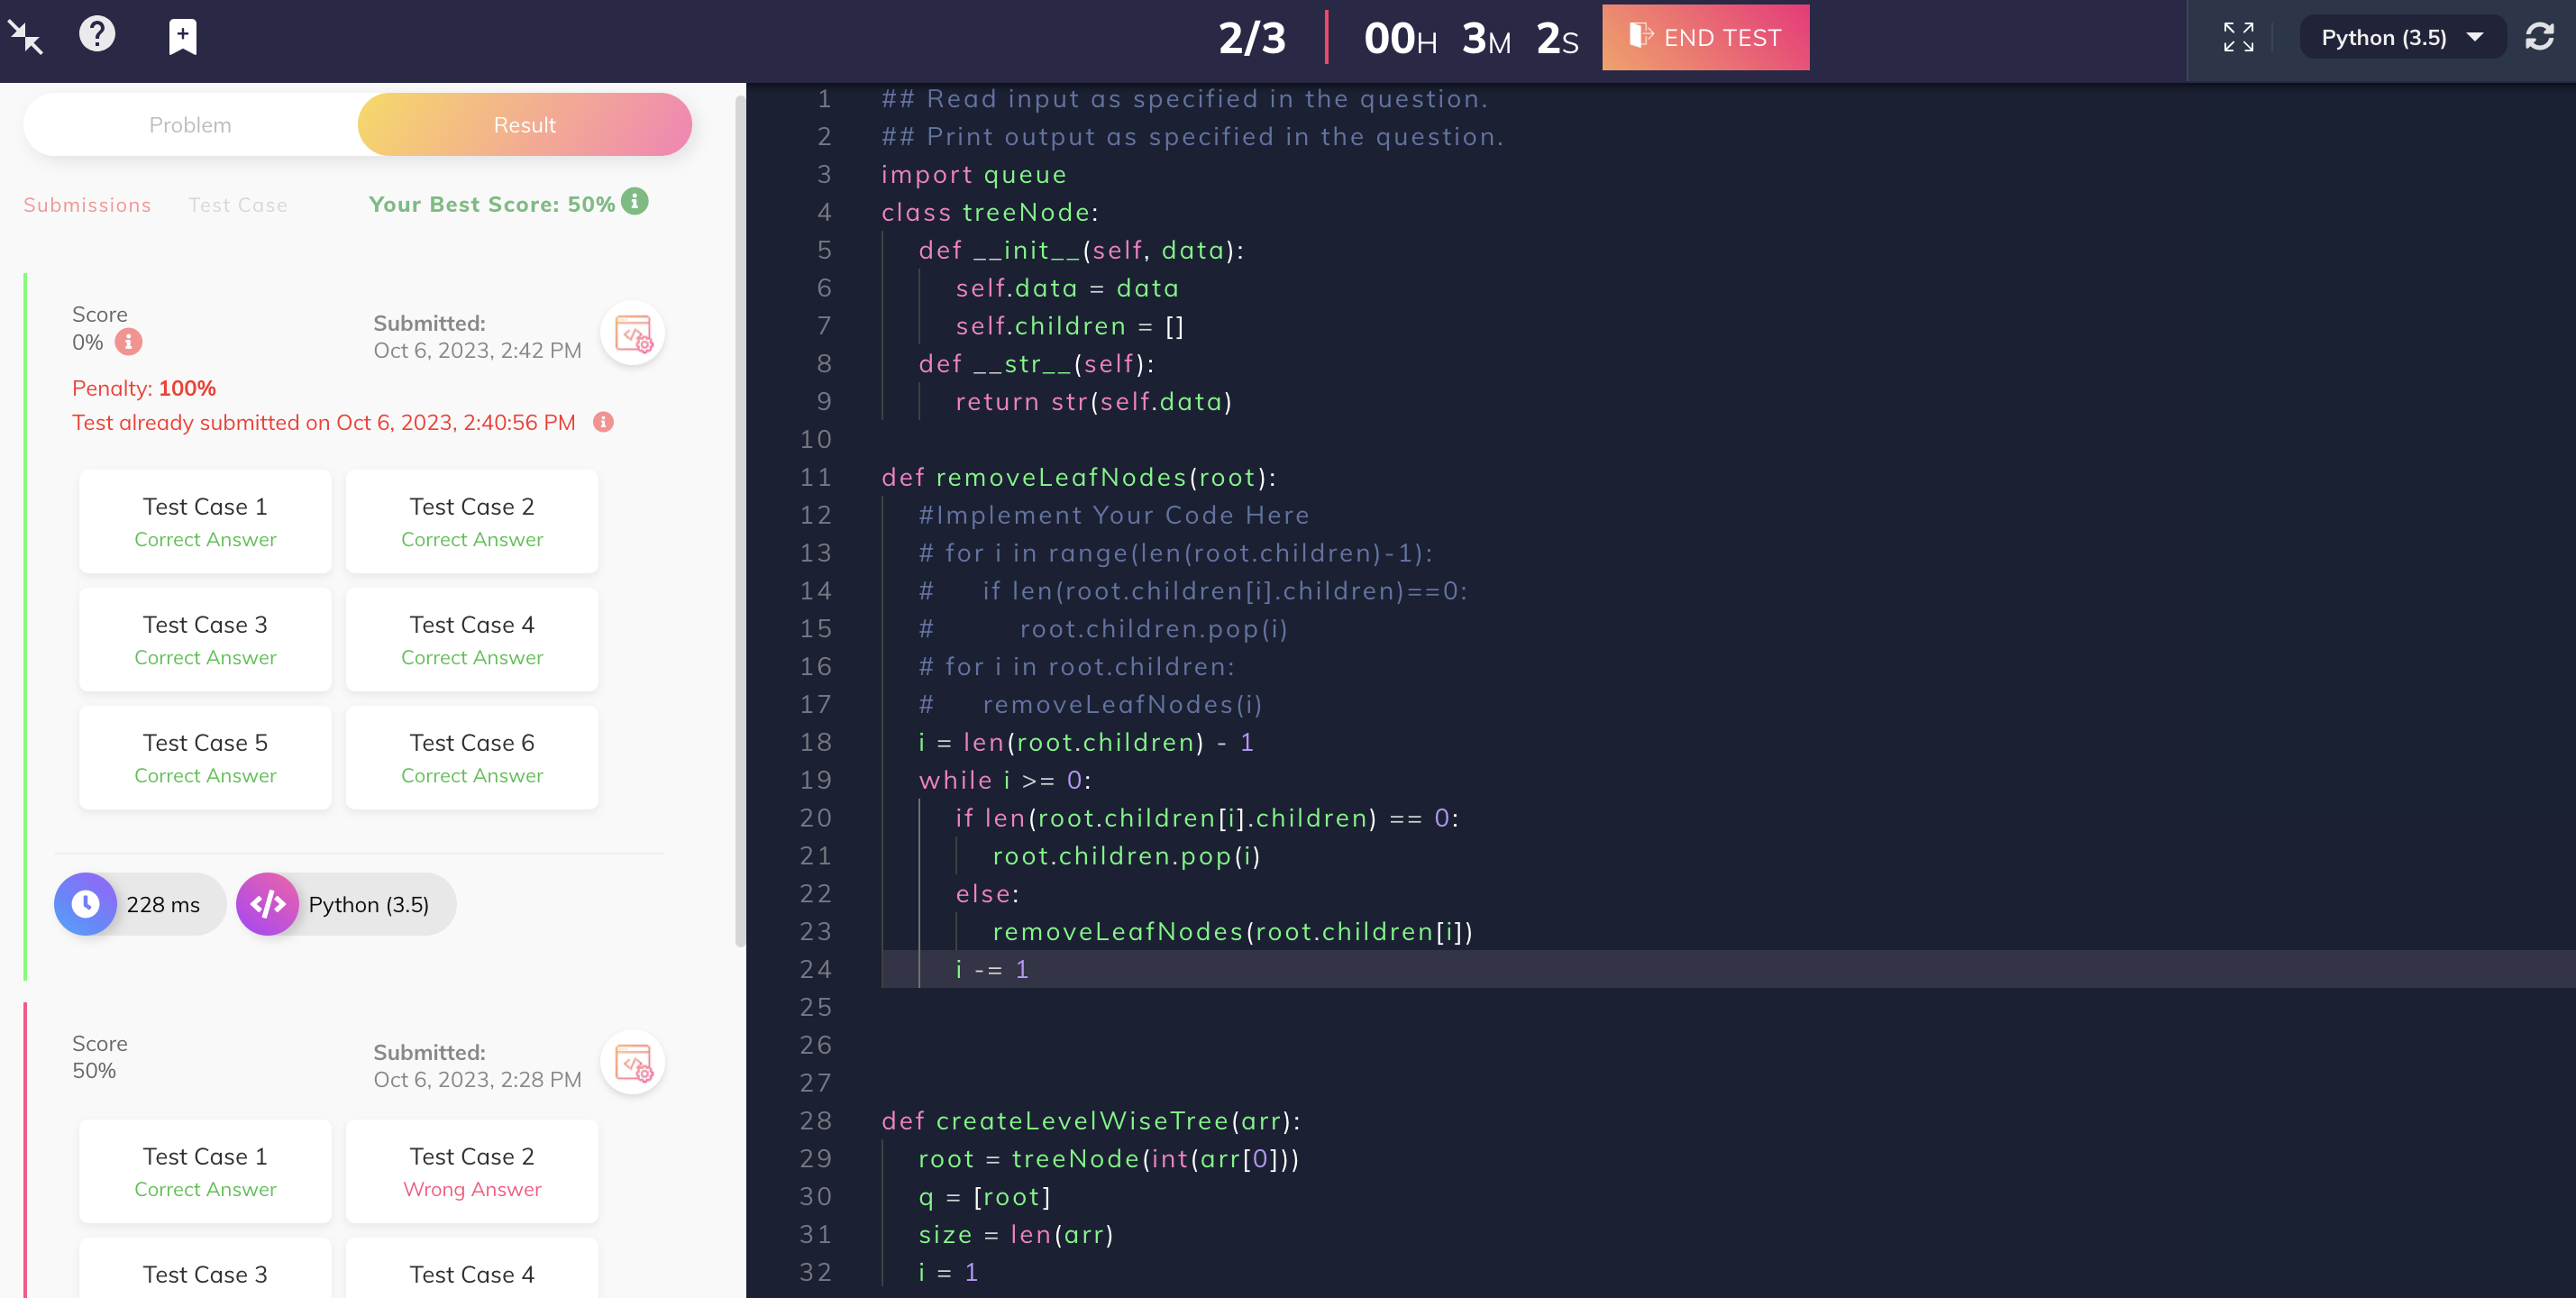 2/3 00H 3M 2S END TEST Python (3.5)
Problem Result
Submissions Test Case Your Best Score: 50%
Score
0%
Submitted:
Oct 6, 2023, 2:42 PM
Penalty: 100%
Test already submitted on Oct 6, 2023, 2:40:56 PM
Test Case 1 Test Case 2
Correct Answer Correct Answer
Test Case 3 Test Case 4
Correct Answer Correct Answer
Test Case 5 Test Case 6
Correct Answer Correct Answer
228 ms </> Python (3.5)
Score
50%
Submitted:
Oct 6, 2023, 2:28 PM
Test Case 1 Test Case 2
Correct Answer Wrong Answer
Test Case 3 Test Case 4
1 ## Read input as specified in the question.
2 ## Print output as specified in the question.
3 import queue
4 class treeNode:
5 def __init__(self, data):
6 self.data = data
7 self.children = []
8 def __str__(self):
9 return str(self.data)
10
11 def removeLeafNodes(root):
12 #Implement Your Code Here
13 # for i in range(len(root.children)-1):
14 # if len(root.children[i].children)==0:
15 # root.children.pop(i)
16 # for i in root.children:
17 # removeLeafNodes(i)
18 i = len(root.children) - 1
19 while i >= 0:
20 if len(root.children[i].children) == 0:
21 root.children.pop(i)
22 else:
23 removeLeafNodes(root.children[i])
24 i -= 1
25
26
27
28 def createLevelWiseTree(arr):
29 root = treeNode(int(arr[0]))
30 q = [root]
31 size = len(arr)
32 i = 1